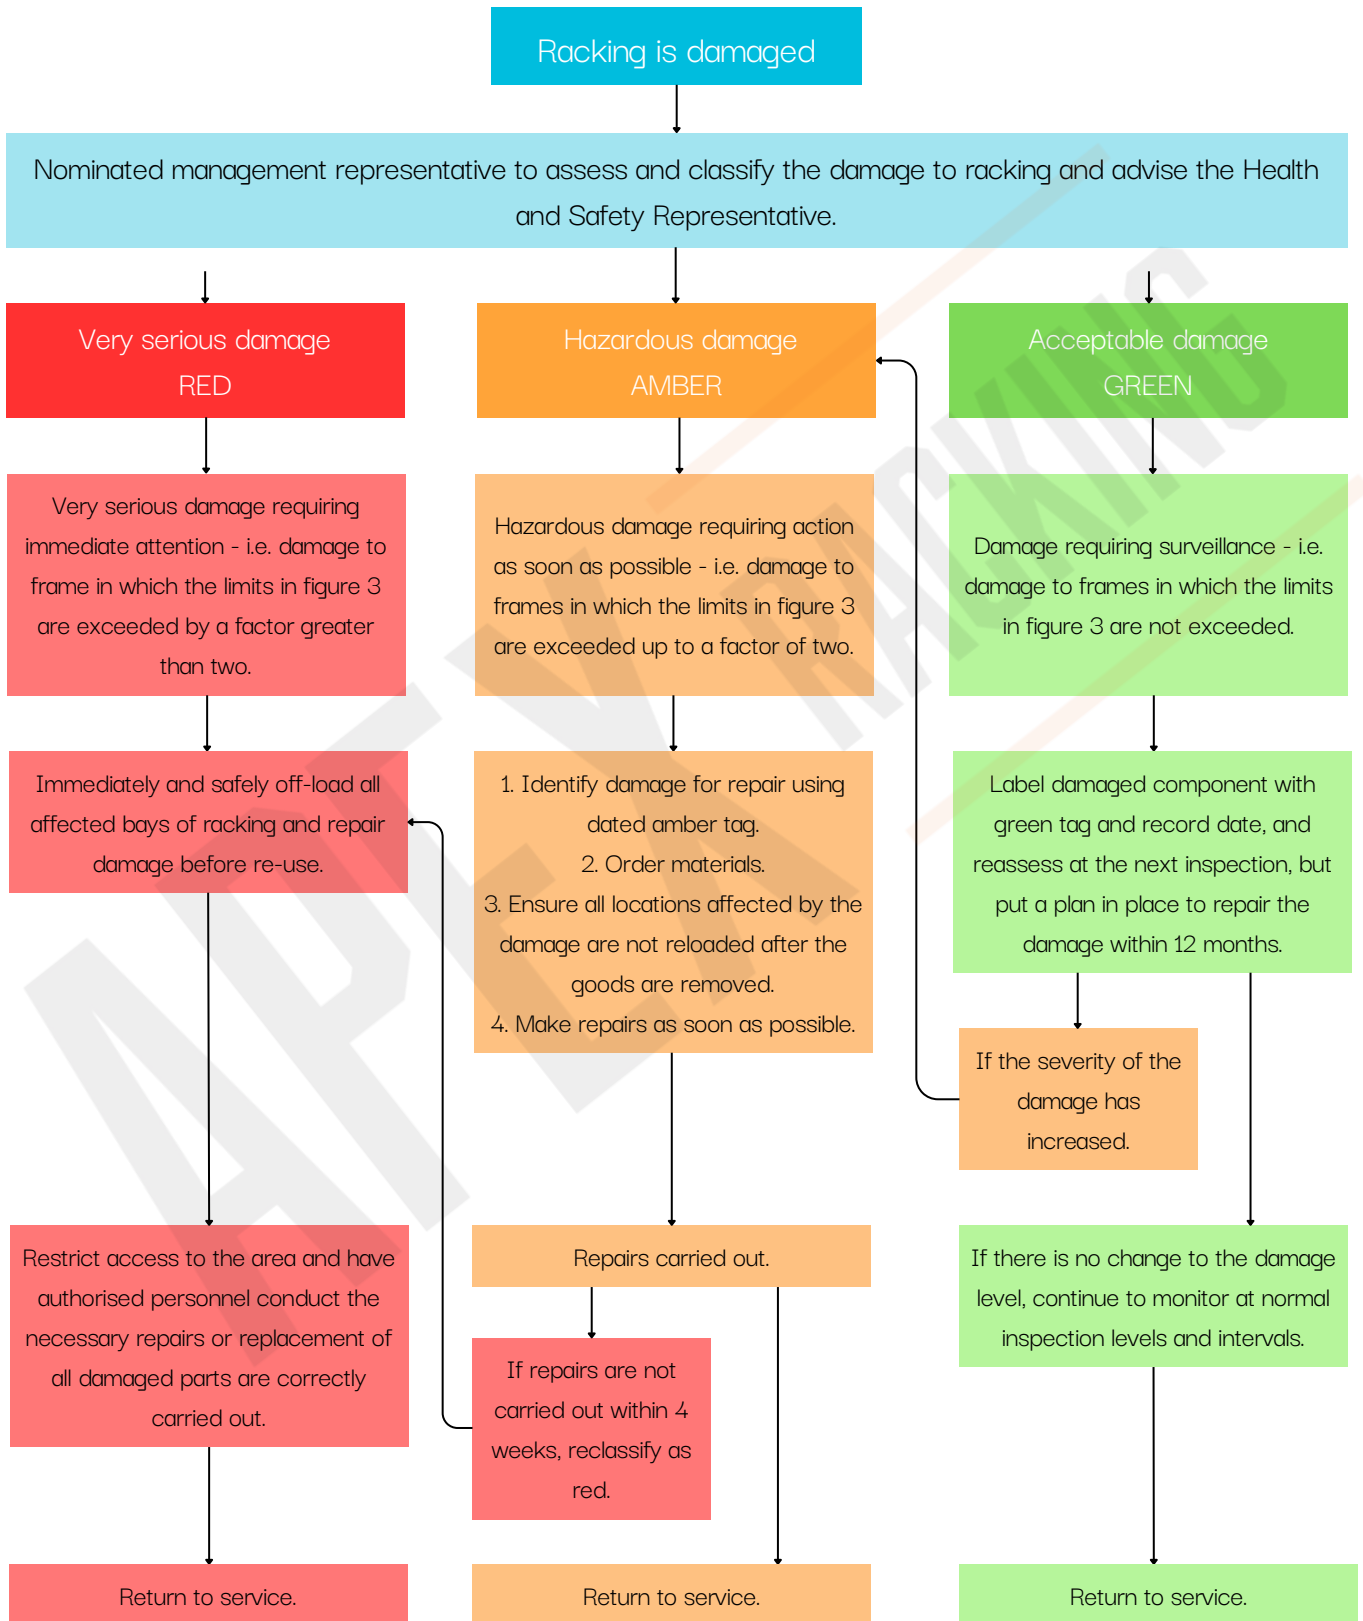 Racking is damaged
Nominated management representative to assess and classify the damage to racking and advise the Health
and Safety Representative.
Very serious damage
RED
Very serious damage requiring
immediate attention - i.e. damage to
frame in which the limits in figure 3
are exceeded by a factor greater
than two.
Immediately and safely off-load all
affected bays of racking and repair
damage before re-use.
Restrict access to the area and have
authorised personnel conduct the
necessary repairs or replacement of
all damaged parts are correctly
carried out.
Return to service.
Hazardous damage
AMBER
Hazardous damage requiring action
as soon as possible - i.e. damage to
frames in which the limits in figure 3
are exceeded up to a factor of two.
1. Identify damage for repair using
dated amber tag.
2. Order materials.
3. Ensure all locations affected by the
damage are not reloaded after the
goods are removed.
4. Make repairs as soon as possible.
Repairs carried out.
If repairs are not
carried out within 4
weeks, reclassify as
red.
Return to service.
Acceptable damage
GREEN
Damage requiring surveillance - i.e.
damage to frames in which the limits
in figure 3 are not exceeded.
Label damaged component with
green tag and record date, and
reassess at the next inspection, but
put a plan in place to repair the
damage within 12 months.
If the severity of the
damage has
increased.
If there is no change to the damage
level, continue to monitor at normal
inspection levels and intervals.
Return to service.
APEX
RACKING